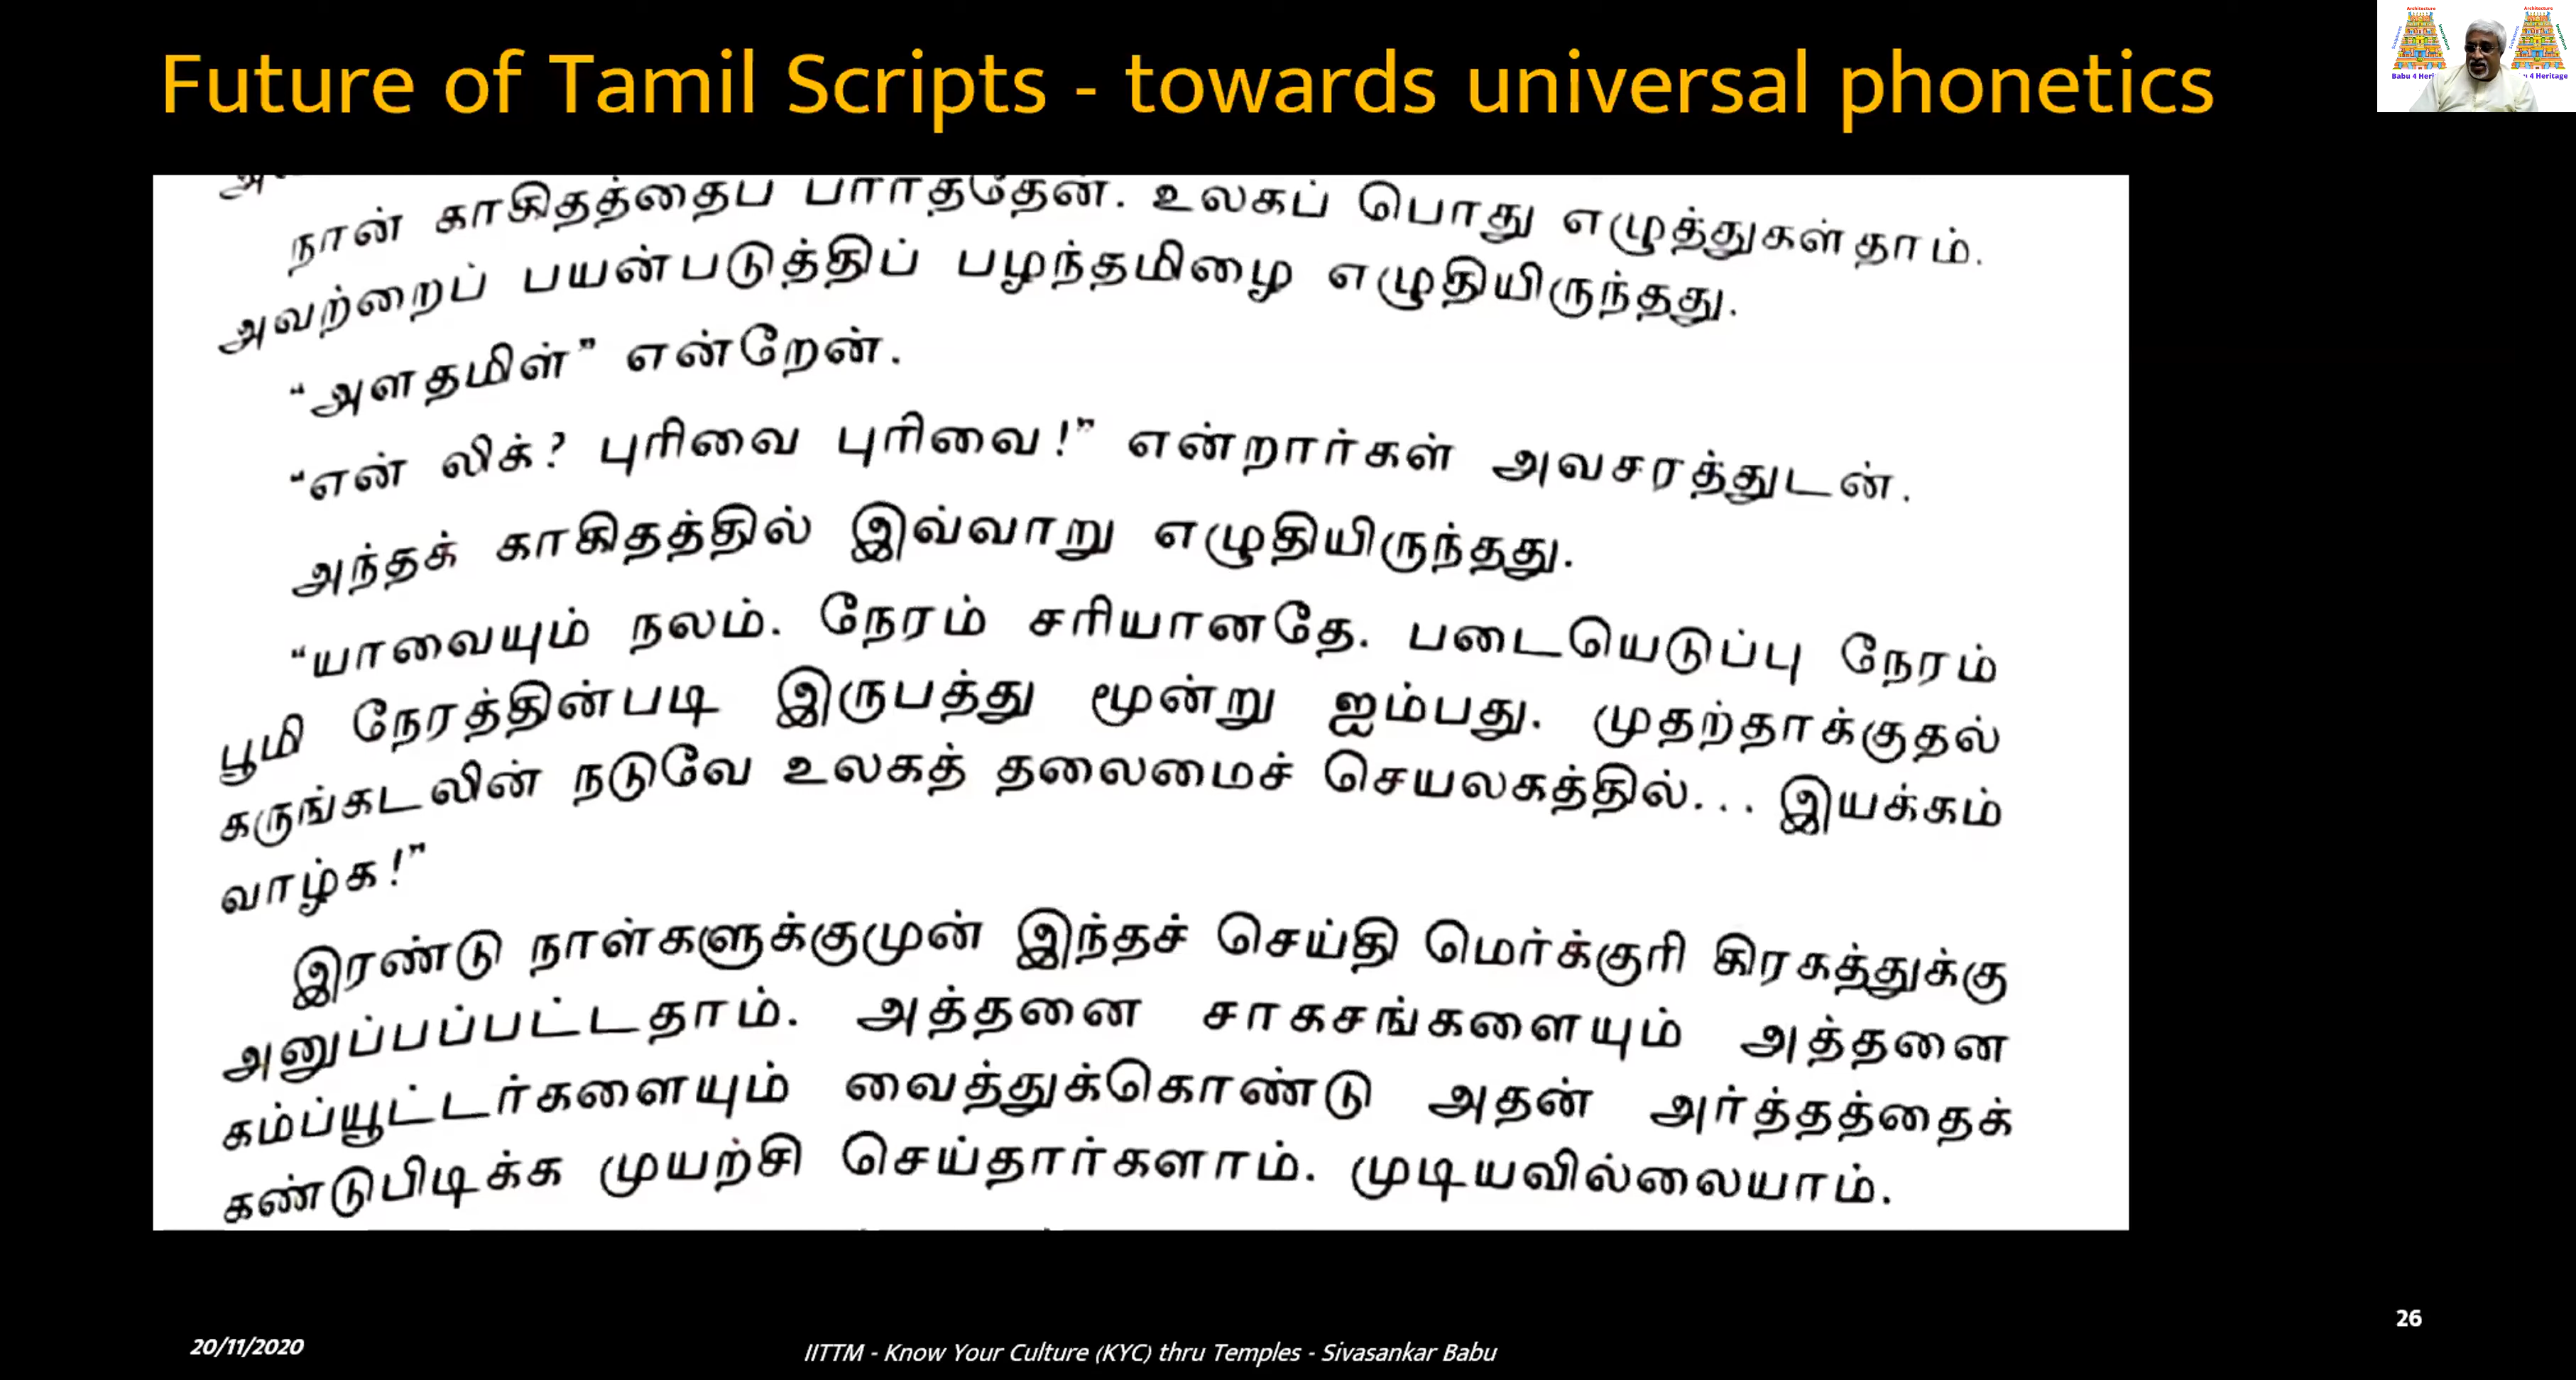 Future of Tamil Scripts - towards universal phonetics
நான் காகிதத்தைப் பார்த்தேன். உலகப் பொது எழுத்துகள்தாம்.
அவற்றைப் பயன்படுத்திப் பழந்தமிழை எழுதியிருந்தது.
“அளதமிள்” என்றேன்.
“என் லிக்? புரிவை புரிவை!” என்றார்கள் அவசரத்துடன்.
அந்தக் காகிதத்தில் இவ்வாறு எழுதியிருந்தது.
“யாவையும் நலம். நேரம் சரியானதே. படையெடுப்பு நேரம்
பூமி நேரத்தின்படி இருபத்து மூன்று ஐம்பது. முதற்தாக்குதல்
கருங்கடலின் நடுவே உலகத் தலைமைச் செயலகத்தில்... இயக்கம்
வாழ்க!”
இரண்டு நாள்களுக்குமுன் இந்தச் செய்தி மெர்க்குரி கிரகத்துக்கு
அனுப்பப்பட்டதாம். அத்தனை சாகசங்களையும் அத்தனை
கம்ப்யூட்டர்களையும் வைத்துக்கொண்டு அதன் அர்த்தத்தைக்
கண்டுபிடிக்க முயற்சி செய்தார்களாம். முடியவில்லையாம்.
20/11/2020
IITTM - Know Your Culture (KYC) thru Temples - Sivasankar Babu
26